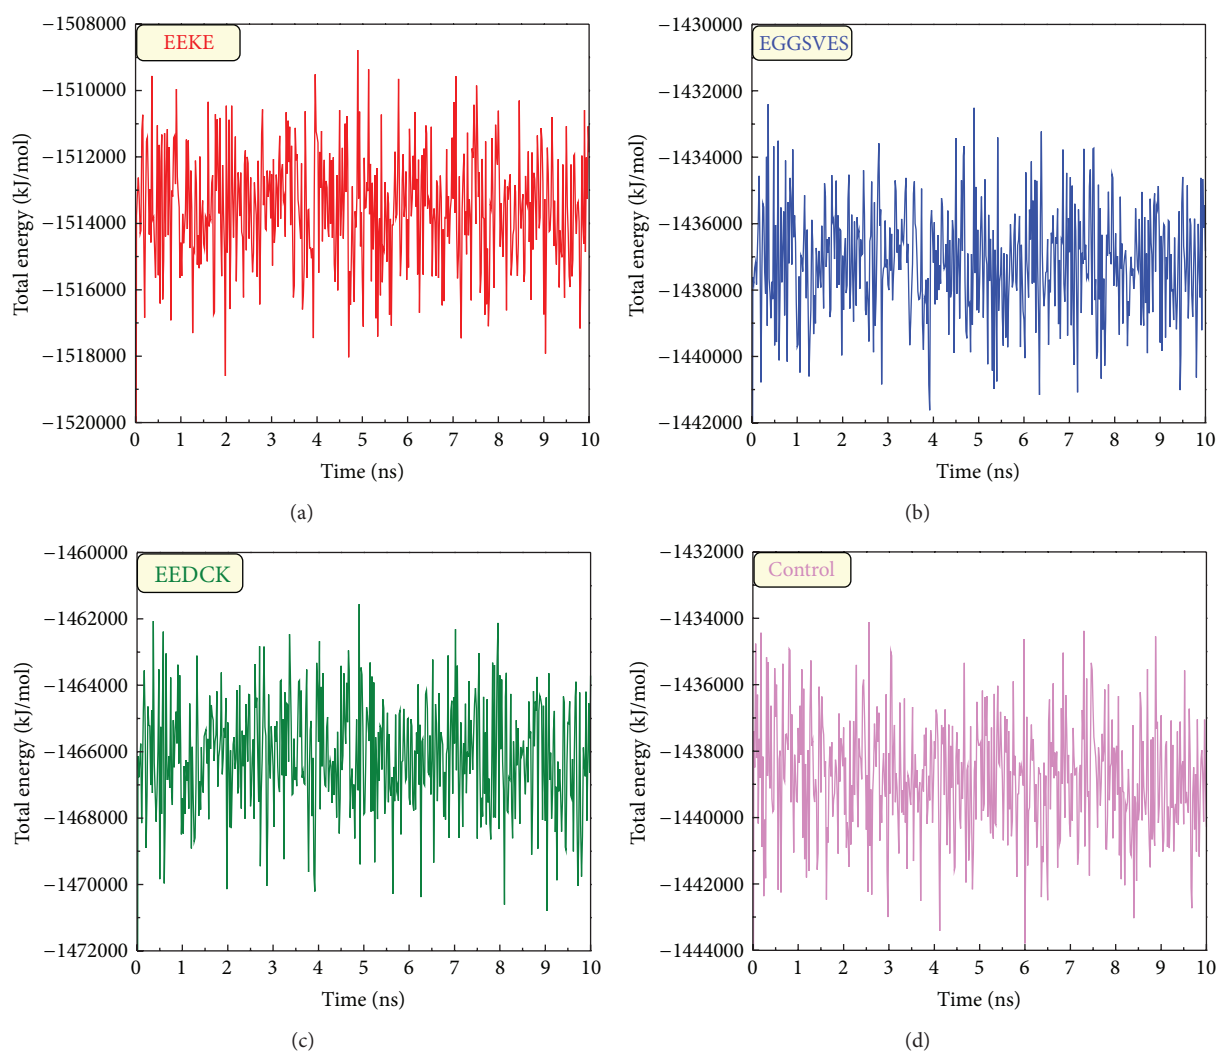 EEKE
Total energy (kJ/mol)
−1508000
−1510000
−1512000
−1514000
−1516000
−1518000
−1520000
0 1 2 3 4 5 6 7 8 9 10
Time (ns)
(a)
EGGSVES
Total energy (kJ/mol)
−1430000
−1432000
−1434000
−1436000
−1438000
−1440000
−1442000
0 1 2 3 4 5 6 7 8 9 10
Time (ns)
(b)
EEDCK
Total energy (kJ/mol)
−1460000
−1462000
−1464000
−1466000
−1468000
−1470000
−1472000
0 1 2 3 4 5 6 7 8 9 10
Time (ns)
(c)
Control
Total energy (kJ/mol)
−1432000
−1434000
−1436000
−1438000
−1440000
−1442000
−1444000
0 1 2 3 4 5 6 7 8 9 10
Time (ns)
(d)